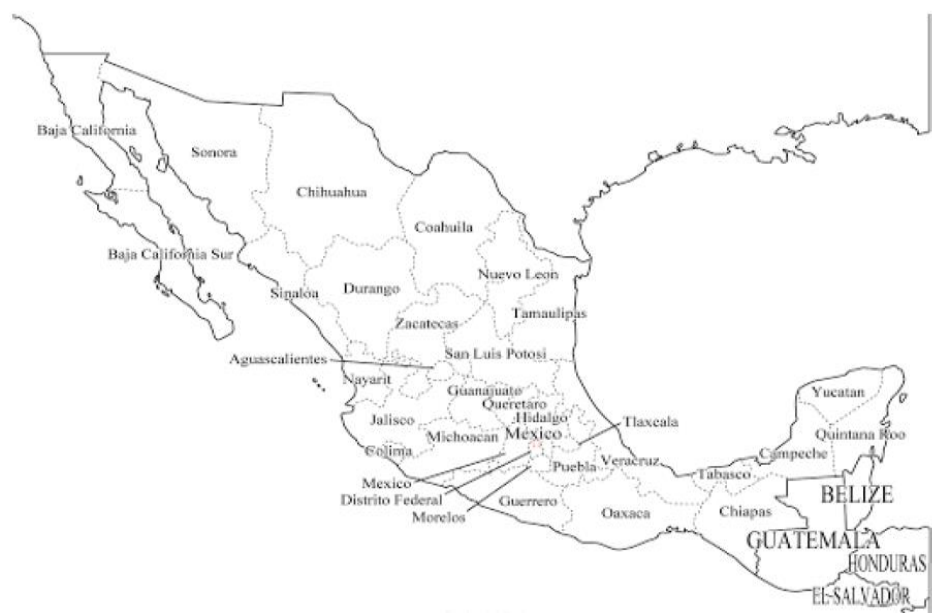 Baja California
Sonora
Chihuahua
Coahuila
Baja California Sur
Nuevo Leon
Sinaloa
Durango
Tamaulipas
Zacatecas
San Luis Potosi
Aguascalientes
Nayarit
Guanajuato
Yucatan
Queretaro
Hidalgo
Jalisco
Tlaxcala
México
Michoacan
Quintana Roo
Colima
Campeche
Veracruz
Puebla
Tabasco
Mexico
Distrito Federal
BELIZE
Guerrero
Morelos
Oaxaca
Chiapas
GUATEMALA
HONDURAS
EL-SALVADOR